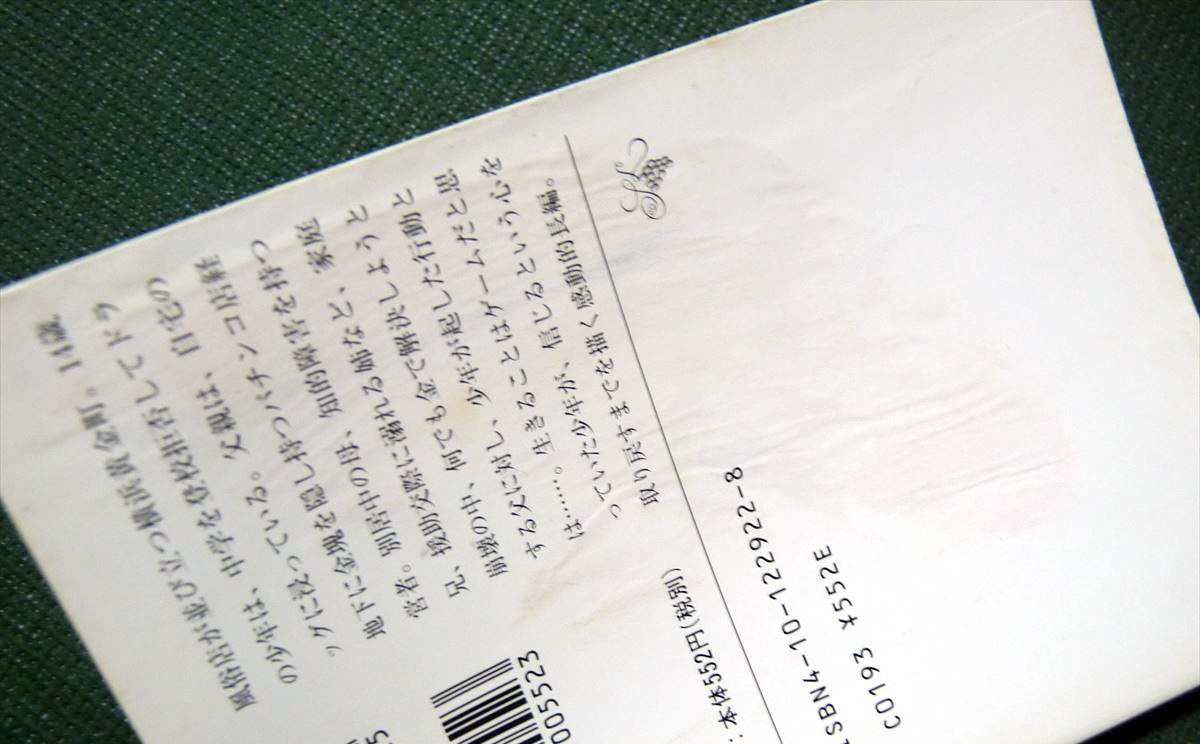 風俗店が並び立つ横浜黄金町。14歳
の少年は、中学を登校拒否してドラ
ッグに浸っている。父親は、自宅の
地下に金塊を隠し持つパチンコ店経
営者。別居中の母、知的障害を持つ
兄、援助交際に溺れる姉など、家庭
崩壊の中、何でも金で解決しようと
する父に対し、少年が起した行動と
は……。生きることはゲームだと思
っていた少年が、信じるという心を
取り戻すまでを描く感動的長編。
ISBN4-10-122922-8
C0193 ¥552E
:本体552円(税別)
005523
5